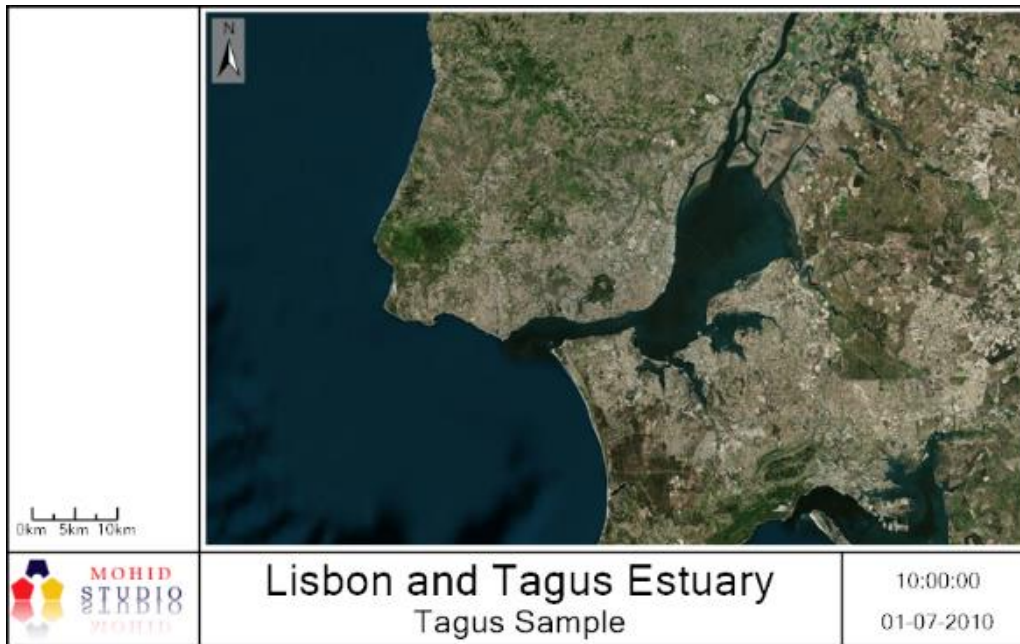 N
0km 5km 10km
MOHID
STUDIO
Lisbon and Tagus Estuary
Tagus Sample
10:00:00
01-07-2010